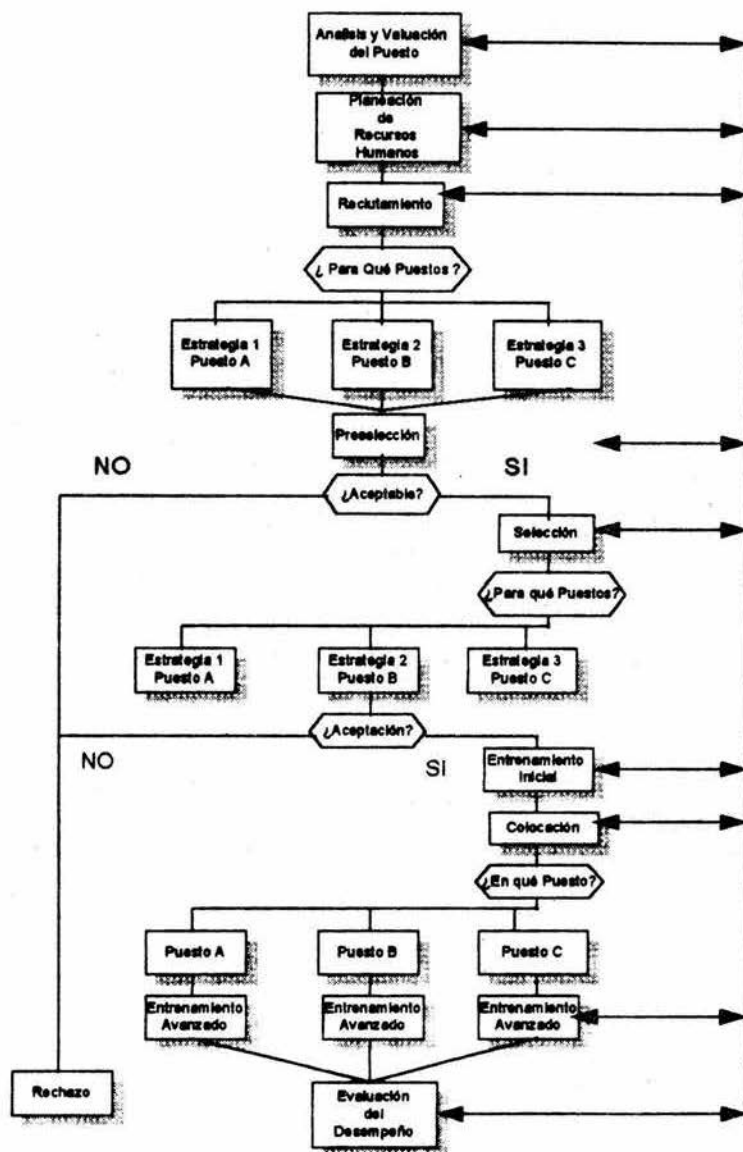 Analisis y Valuación
del Puesto
Planeación
de
Recursos
Humanos
Reclutamiento
¿ Para Qué Puestos ?
Estrategia 1
Puesto A
Estrategia 2
Puesto B
Estrategia 3
Puesto C
Preselección
NO
SI
¿Aceptable?
Selección
¿Para qué Puestos?
Estrategia 1
Puesto A
Estrategia 2
Puesto B
Estrategia 3
Puesto C
¿Aceptación?
NO
SI
Entrenamiento
Inicial
Colocación
¿En qué Puesto?
Puesto A
Puesto B
Puesto C
Entrenamiento
Avanzado
Entrenamiento
Avanzado
Entrenamiento
Avanzado
Rechazo
Evaluación
del
Desempeño